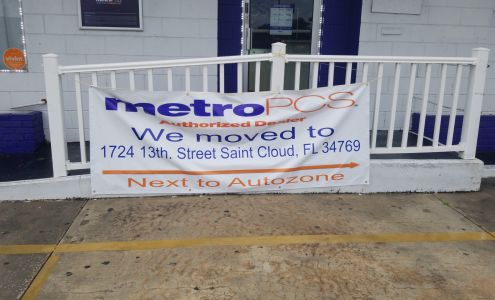 metroPCS.
Authorized Dealer
We moved to
1724 13th. Street Saint Cloud, FL 34769
Next to Autozone